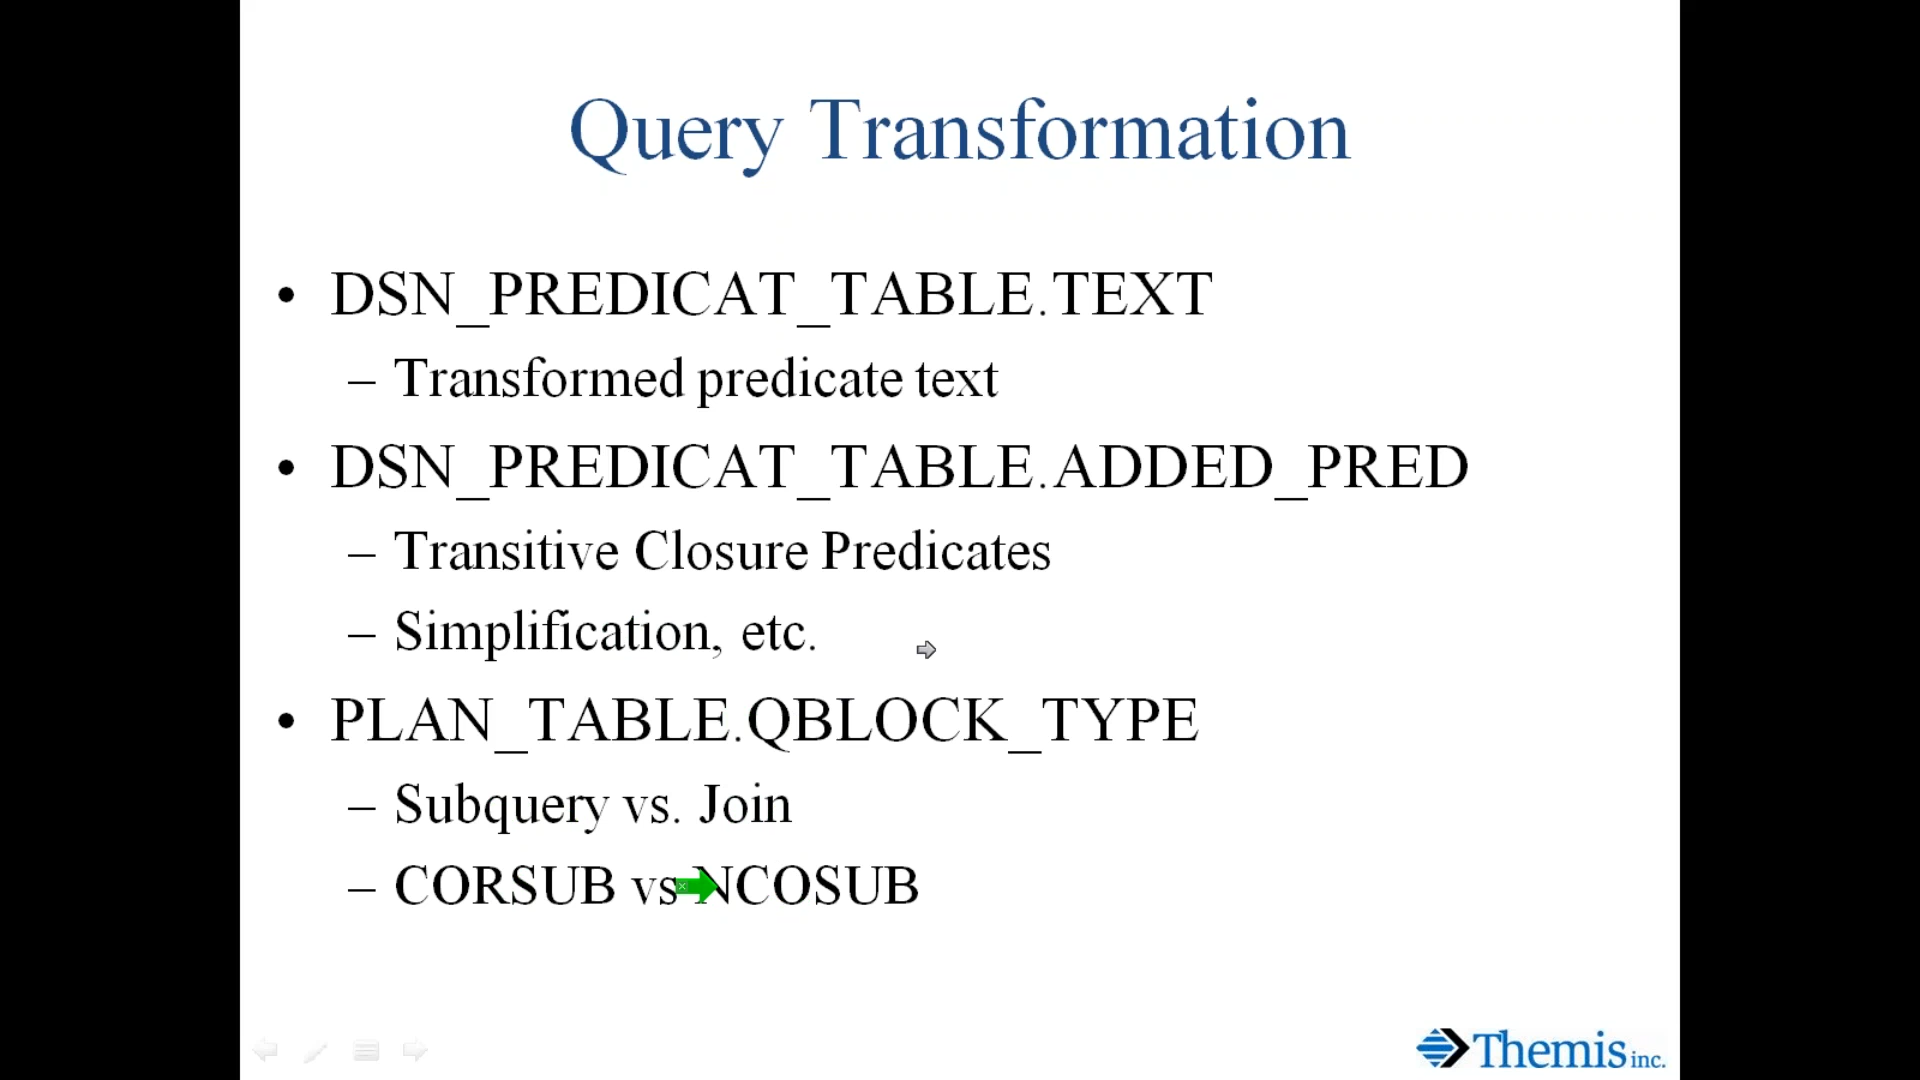 Query Transformation
• DSN_PREDICAT_TABLE.TEXT
– Transformed predicate text
• DSN_PREDICAT_TABLE.ADDED_PRED
– Transitive Closure Predicates
– Simplification, etc.
• PLAN_TABLE.QBLOCK_TYPE
– Subquery vs. Join
– CORSUB vs NCOSUB
Themis inc.